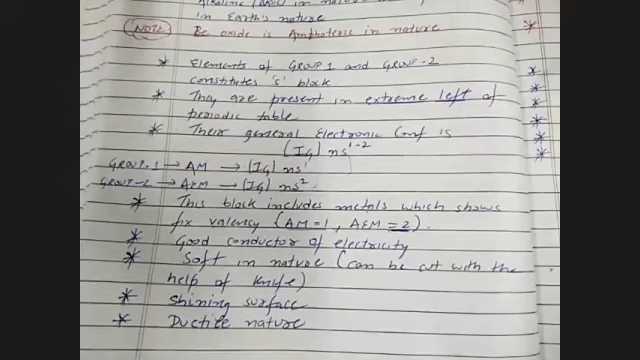 Alkaline (Basic) in nature
in Earth's nature
NOTE: Be oxide is Amphoteric in nature
* Elements of GROUP 1 and GROUP-2
constitutes 's' block
* They are present in extreme left of
periodic table
* Their general Electronic Conf is
(IG) ns¹⁻²
GROUP-1 → AM → (IG) ns¹
GROUP-2 → AEM → (IG) ns²
* This block includes metals which shows
fix valency (AM=1, AEM=2).
* Good conductor of electricity
* Soft in nature (can be cut with the
help of Knife)
* Shining surface
* Ductile nature